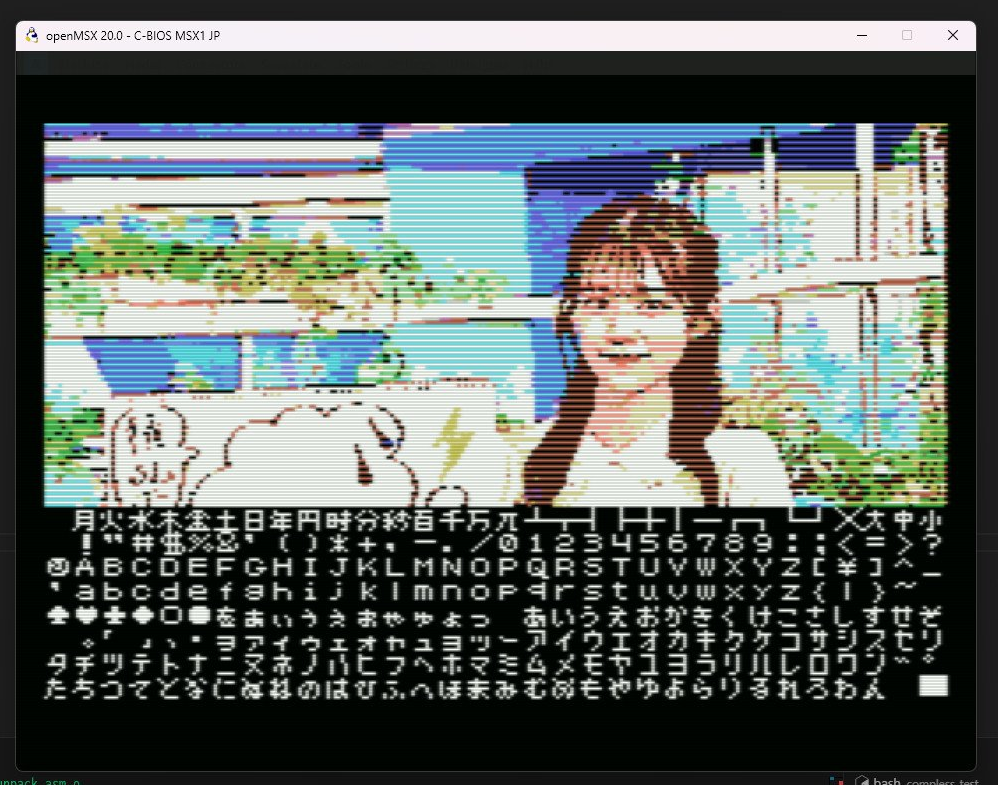 openMSX 20.0 - C-BIOS MSX1 JP
月火水木金土日年円時分秒百千万π┴┬┤├┼│─┌┐└┘╳大中小
!"#$%&'()*+,-./0123456789:;<=>?
@ABCDEFGHIJKLMNOPQRSTUVWXYZ[¥]^_
'abcdefghijklmnopqrstuvwxyz{|}~
♠♥♣♦○●をぁぃぅぇぉゃゅょっ あいうえおかきくけこさしすせそ
。「」、・ヲァィゥェォャュョッーアイウエオカキクケコサシスセソ
タチツテトナニヌネノハヒフヘホマミムメモヤユヨラリルレロワン゛゜
たちつてとなにぬねのはひふへほまみむめもやゆよらりるれろわん
unpack_asm.o
bash compless_test